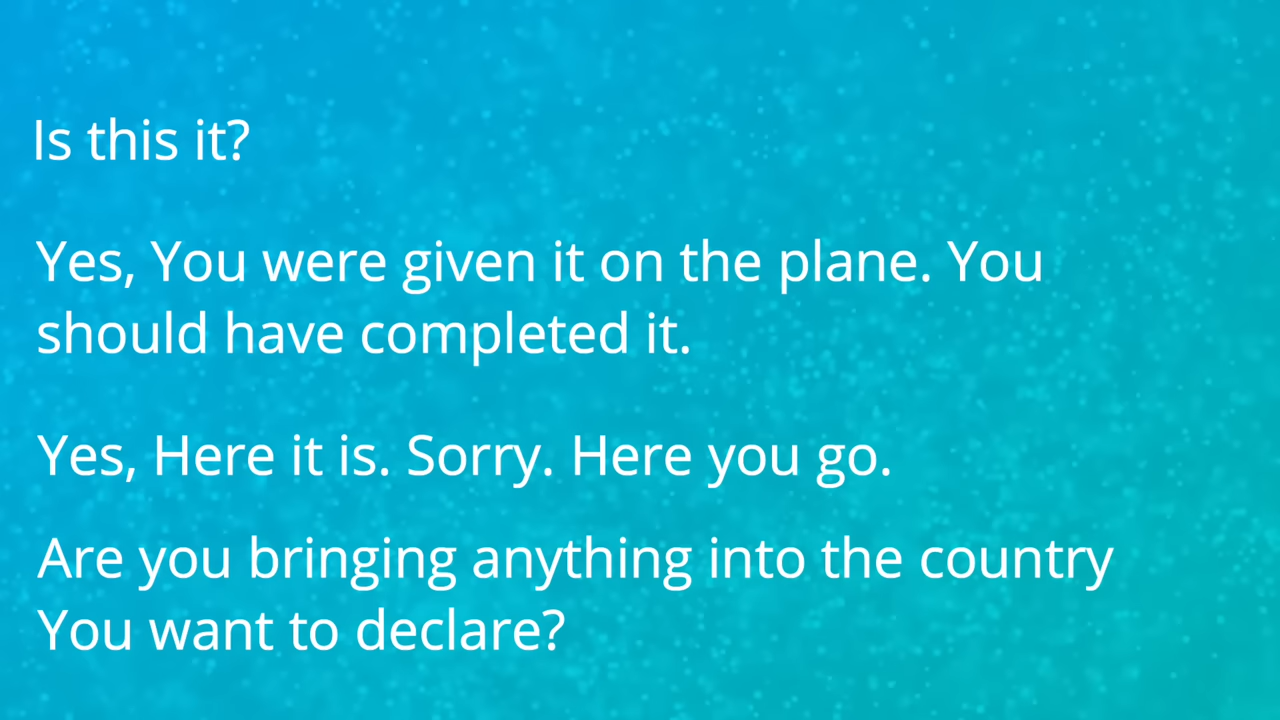 Is this it?
Yes, You were given it on the plane. You
should have completed it.
Yes, Here it is. Sorry. Here you go.
Are you bringing anything into the country
You want to declare?